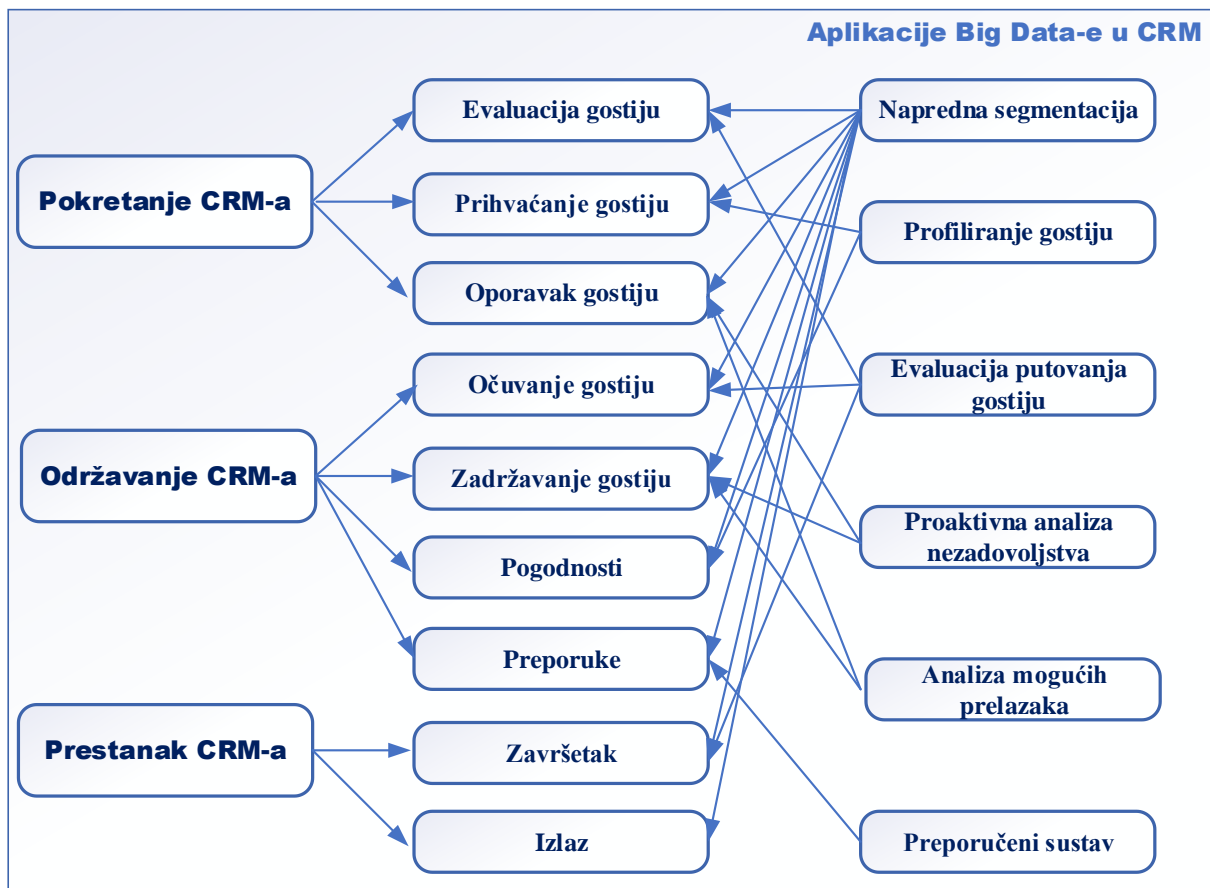 Aplikacije Big Data-e u CRM
Pokretanje CRM-a
Održavanje CRM-a
Prestanak CRM-a
Evaluacija gostiju
Prihvaćanje gostiju
Oporavak gostiju
Očuvanje gostiju
Zadržavanje gostiju
Pogodnosti
Preporuke
Završetak
Izlaz
Napredna segmentacija
Profiliranje gostiju
Evaluacija putovanja
gostiju
Proaktivna analiza
nezadovoljstva
Analiza mogućih
prelazaka
Preporučeni sustav